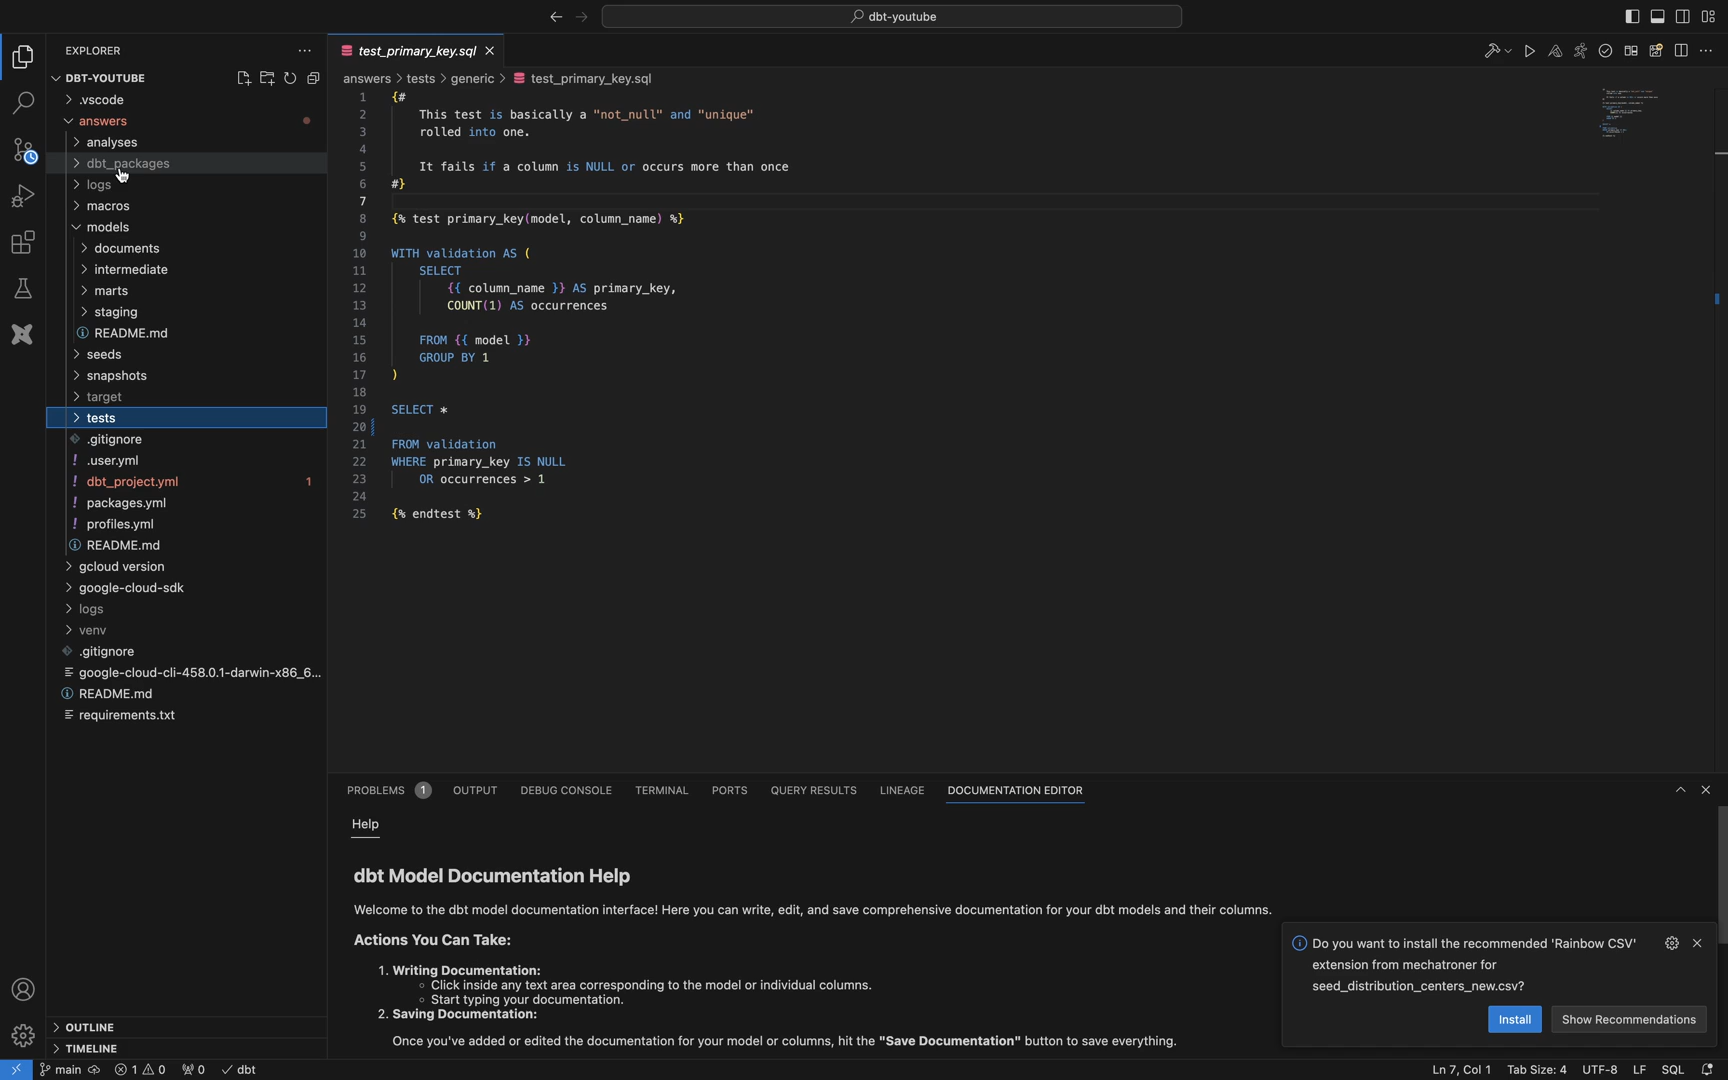 dbt-youtube
EXPLORER
DBT-YOUTUBE
.vscode
answers
analyses
dbt_packages
logs
macros
models
documents
intermediate
marts
staging
README.md
seeds
snapshots
target
tests
.gitignore
! .user.yml
! dbt_project.yml 1
! packages.yml
! profiles.yml
README.md
gcloud version
google-cloud-sdk
logs
venv
.gitignore
google-cloud-cli-458.0.1-darwin-x86_6...
README.md
requirements.txt
OUTLINE
TIMELINE
test_primary_key.sql
answers > tests > generic > test_primary_key.sql
1 {#
2 This test is basically a "not_null" and "unique"
3 rolled into one.
4
5 It fails if a column is NULL or occurs more than once
6 #}
7
8 {% test primary_key(model, column_name) %}
9
10 WITH validation AS (
11 SELECT
12 {{ column_name }} AS primary_key,
13 COUNT(1) AS occurrences
14
15 FROM {{ model }}
16 GROUP BY 1
17 )
18
19 SELECT *
20
21 FROM validation
22 WHERE primary_key IS NULL
23 OR occurrences > 1
24
25 {% endtest %}
PROBLEMS 1 OUTPUT DEBUG CONSOLE TERMINAL PORTS QUERY RESULTS LINEAGE DOCUMENTATION EDITOR
Help
dbt Model Documentation Help
Welcome to the dbt model documentation interface! Here you can write, edit, and save comprehensive documentation for your dbt models and their columns.
Actions You Can Take:
1. Writing Documentation:
Click inside any text area corresponding to the model or individual columns.
Start typing your documentation.
2. Saving Documentation:
Once you've added or edited the documentation for your model or columns, hit the "Save Documentation" button to save everything.
Do you want to install the recommended 'Rainbow CSV'
extension from mechatroner for
seed_distribution_centers_new.csv?
Install Show Recommendations
main 1 0 0 dbt Ln 7, Col 1 Tab Size: 4 UTF-8 LF SQL